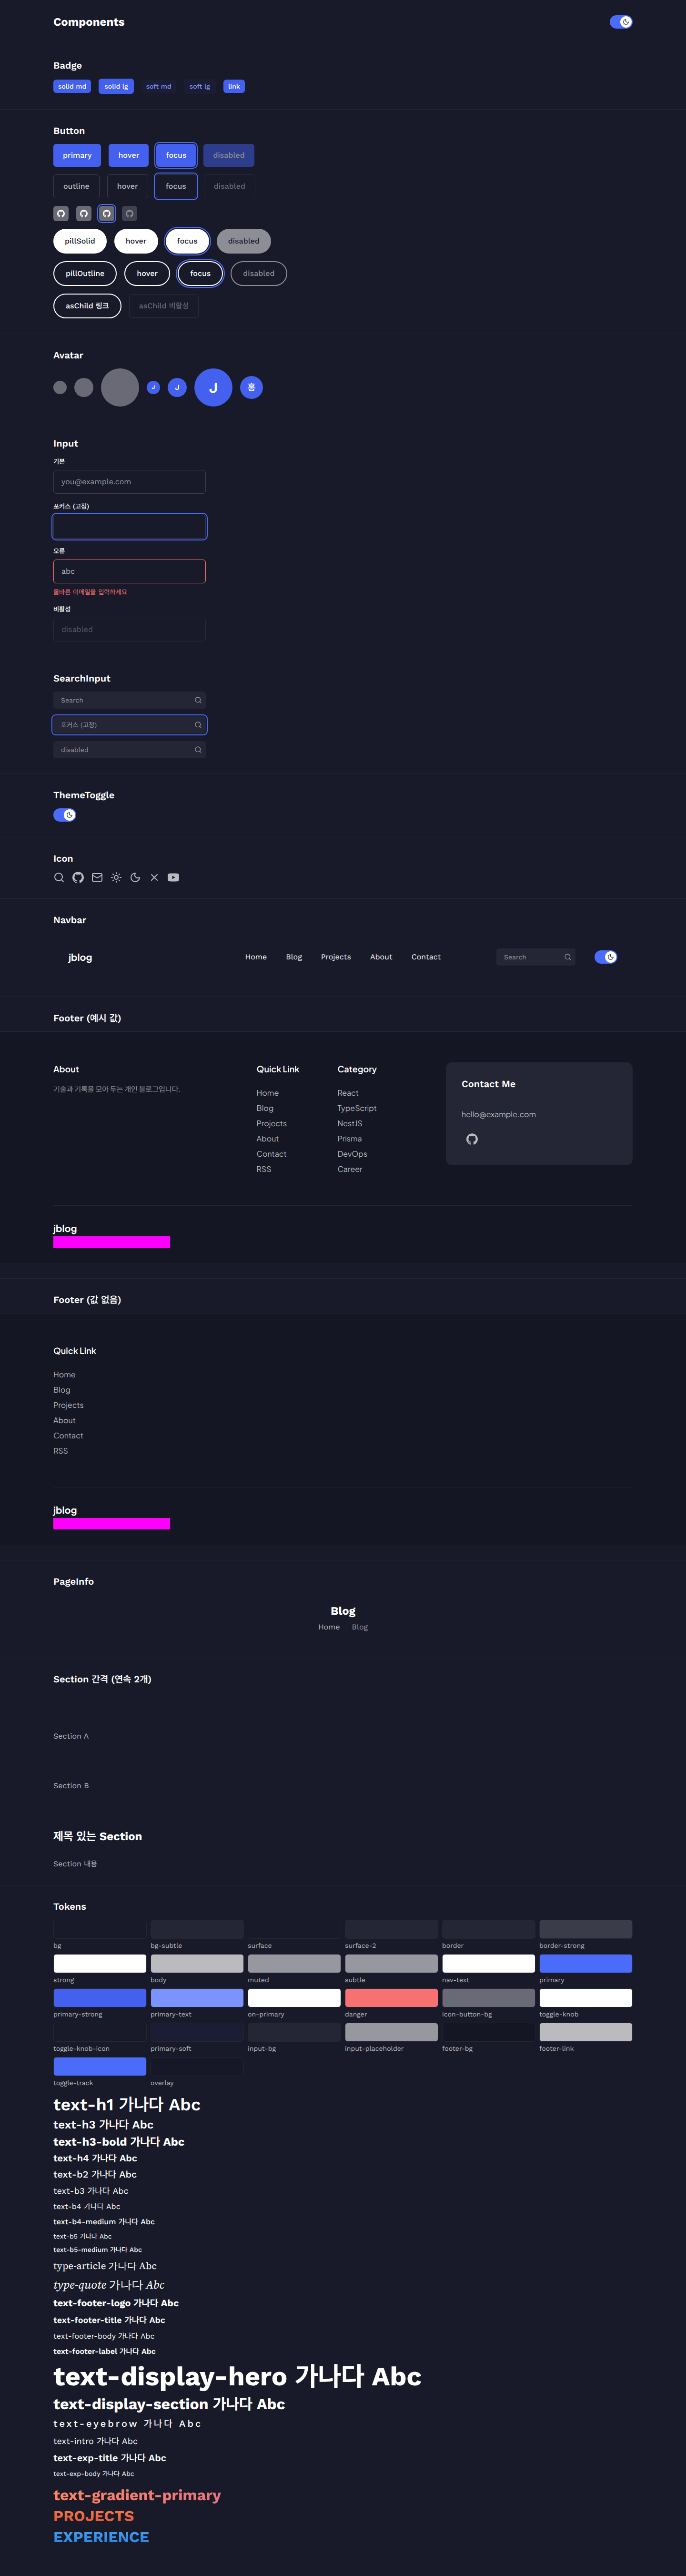 Components
Badge
solid md solid lg soft md soft lg link
Button
primary hover focus disabled
outline hover focus disabled
pillSolid hover focus disabled
pillOutline hover focus disabled
asChild 링크 asChild 비활성
Avatar
J J J 홍
Input
기본
you@example.com
포커스 (고정)
오류
abc
올바른 이메일을 입력하세요
비활성
disabled
SearchInput
Search
포커스 (고정)
disabled
ThemeToggle
Icon
Navbar
jblog Home Blog Projects About Contact Search
Footer (예시 값)
About
기술과 기록을 모아 두는 개인 블로그입니다.
Quick Link
Home
Blog
Projects
About
Contact
RSS
Category
React
TypeScript
NestJS
Prisma
DevOps
Career
Contact Me
hello@example.com
jblog
Footer (값 없음)
Quick Link
Home
Blog
Projects
About
Contact
RSS
jblog
PageInfo
Blog
Home Blog
Section 간격 (연속 2개)
Section A
Section B
제목 있는 Section
Section 내용
Tokens
bg bg-subtle surface surface-2 border border-strong
strong body muted subtle nav-text primary
primary-strong primary-text on-primary danger icon-button-bg toggle-knob
toggle-knob-icon primary-soft input-bg input-placeholder footer-bg footer-link
toggle-track overlay
text-h1 가나다 Abc
text-h3 가나다 Abc
text-h3-bold 가나다 Abc
text-h4 가나다 Abc
text-b2 가나다 Abc
text-b3 가나다 Abc
text-b4 가나다 Abc
text-b4-medium 가나다 Abc
text-b5 가나다 Abc
text-b5-medium 가나다 Abc
type-article 가나다 Abc
type-quote 가나다 Abc
text-footer-logo 가나다 Abc
text-footer-title 가나다 Abc
text-footer-body 가나다 Abc
text-footer-label 가나다 Abc
text-display-hero 가나다 Abc
text-display-section 가나다 Abc
text-eyebrow 가나다 Abc
text-intro 가나다 Abc
text-exp-title 가나다 Abc
text-exp-body 가나다 Abc
text-gradient-primary
PROJECTS
EXPERIENCE